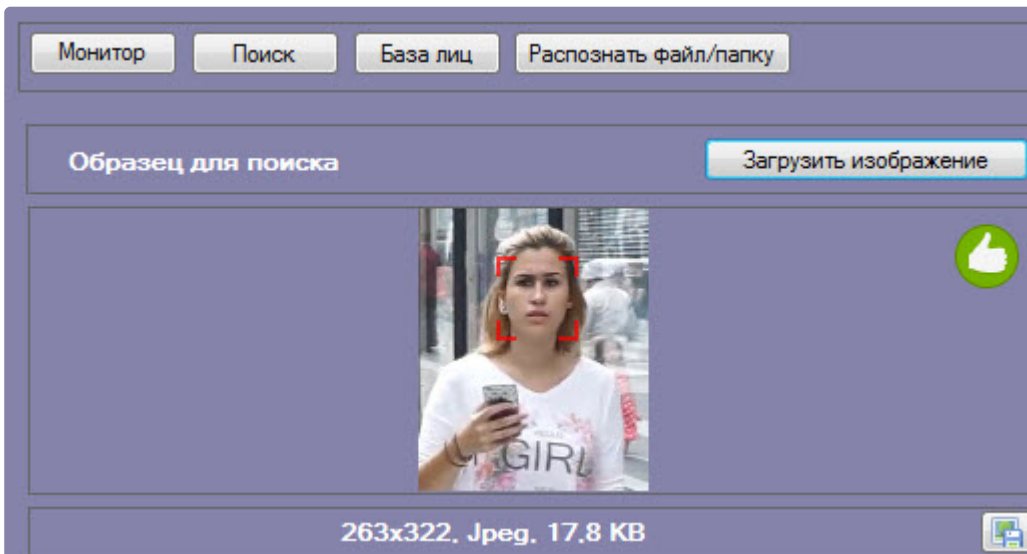 Монитор Поиск База лиц Распознать файл/папку
Образец для поиска Загрузить изображение
GIRL
263x322, Jpeg, 17,8 KB